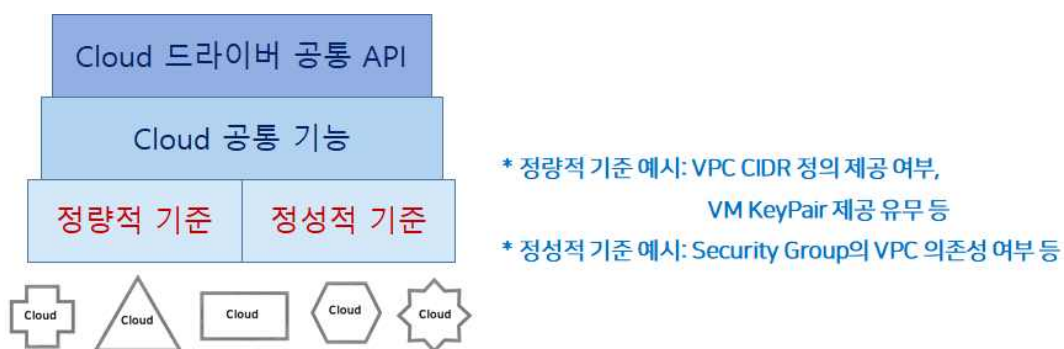 Cloud 드라이버 공통 API
Cloud 공통 기능
정량적 기준
정성적 기준
* 정량적 기준 예시: VPC CIDR 정의 제공 여부,
VM KeyPair 제공 유무 등
* 정성적 기준 예시: Security Group의 VPC 의존성 여부 등
Cloud
Cloud
Cloud
Cloud
Cloud